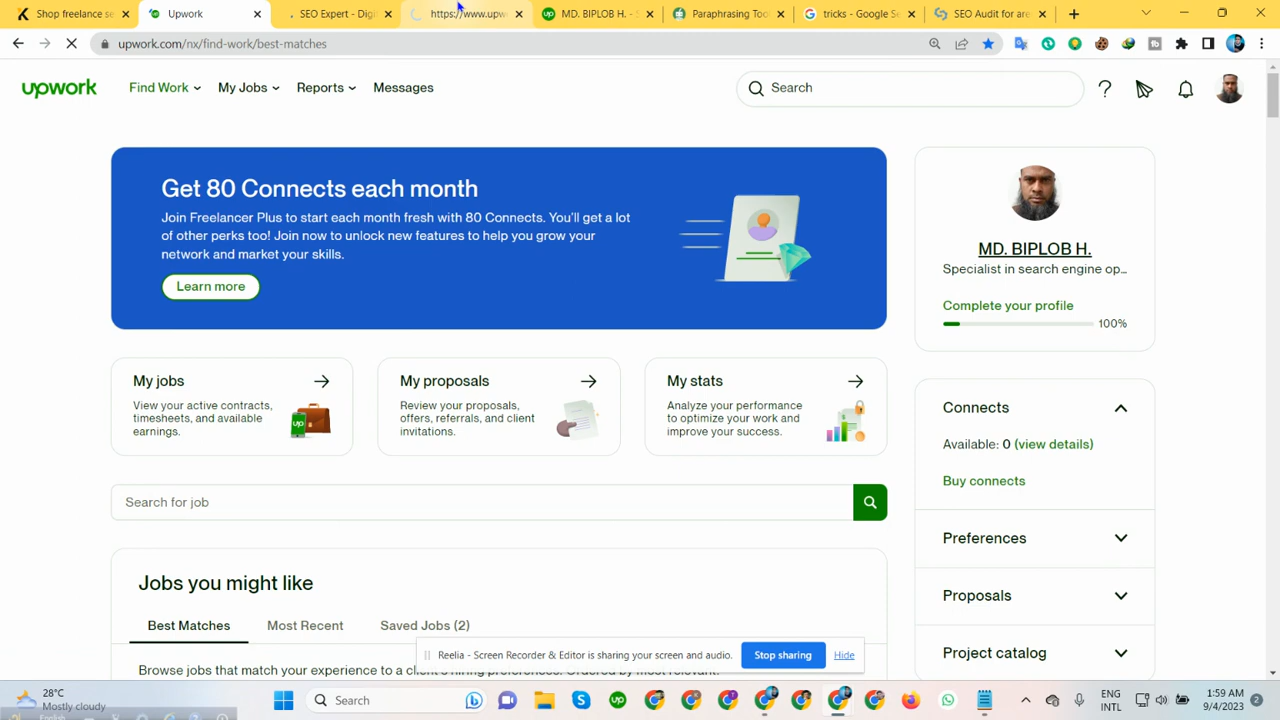 Shop freelance se
Upwork
SEO Expert - Digi
https://www.upw
MD. BIPLOB H. - S
Paraphrasing Too
tricks - Google Se
SEO Audit for are
upwork.com/nx/find-work/best-matches
upwork
Find Work
My Jobs
Reports
Messages
Search
Get 80 Connects each month
Join Freelancer Plus to start each month fresh with 80 Connects. You'll get a lot
of other perks too! Join now to unlock new features to help you grow your
network and market your skills.
Learn more
MD. BIPLOB H.
Specialist in search engine op...
Complete your profile
100%
My jobs
View your active contracts,
timesheets, and available
earnings.
My proposals
Review your proposals,
offers, referrals, and client
invitations.
My stats
Analyze your performance
to optimize your work and
improve your success.
Connects
Available: 0 (view details)
Buy connects
Search for job
Preferences
Jobs you might like
Proposals
Best Matches
Most Recent
Saved Jobs (2)
Reelia - Screen Recorder & Editor is sharing your screen and audio.
Stop sharing
Hide
Project catalog
Browse jobs that match your experience to a client's hiring preferences. Ordered by most relevant.
28°C
Mostly cloudy
English
Search
ENG
INTL
1:59 AM
9/4/2023